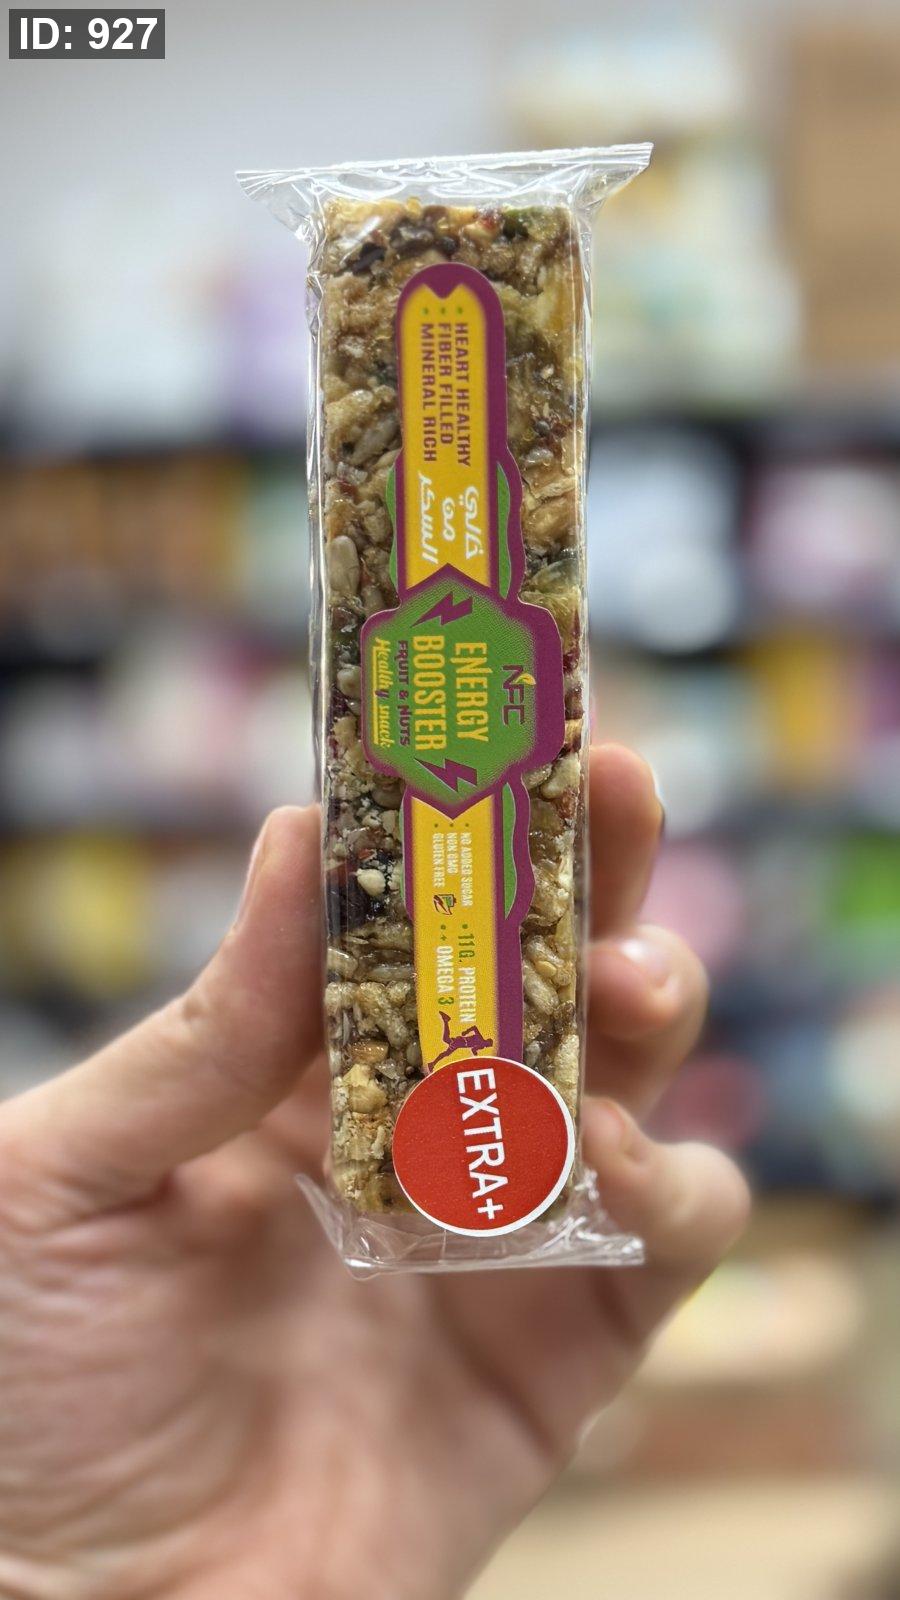 ID: 927
HEART HEALTHY
FIBER FILLED
MINERAL RICH
خالي
من
السكر
NFC
ENERGY
BOOSTER
FRUIT & NUTS
Healthy snack
NO ADDED SUGAR
NON GMO
GLUTEN FREE
11G. PROTEIN
+ OMEGA 3
EXTRA+